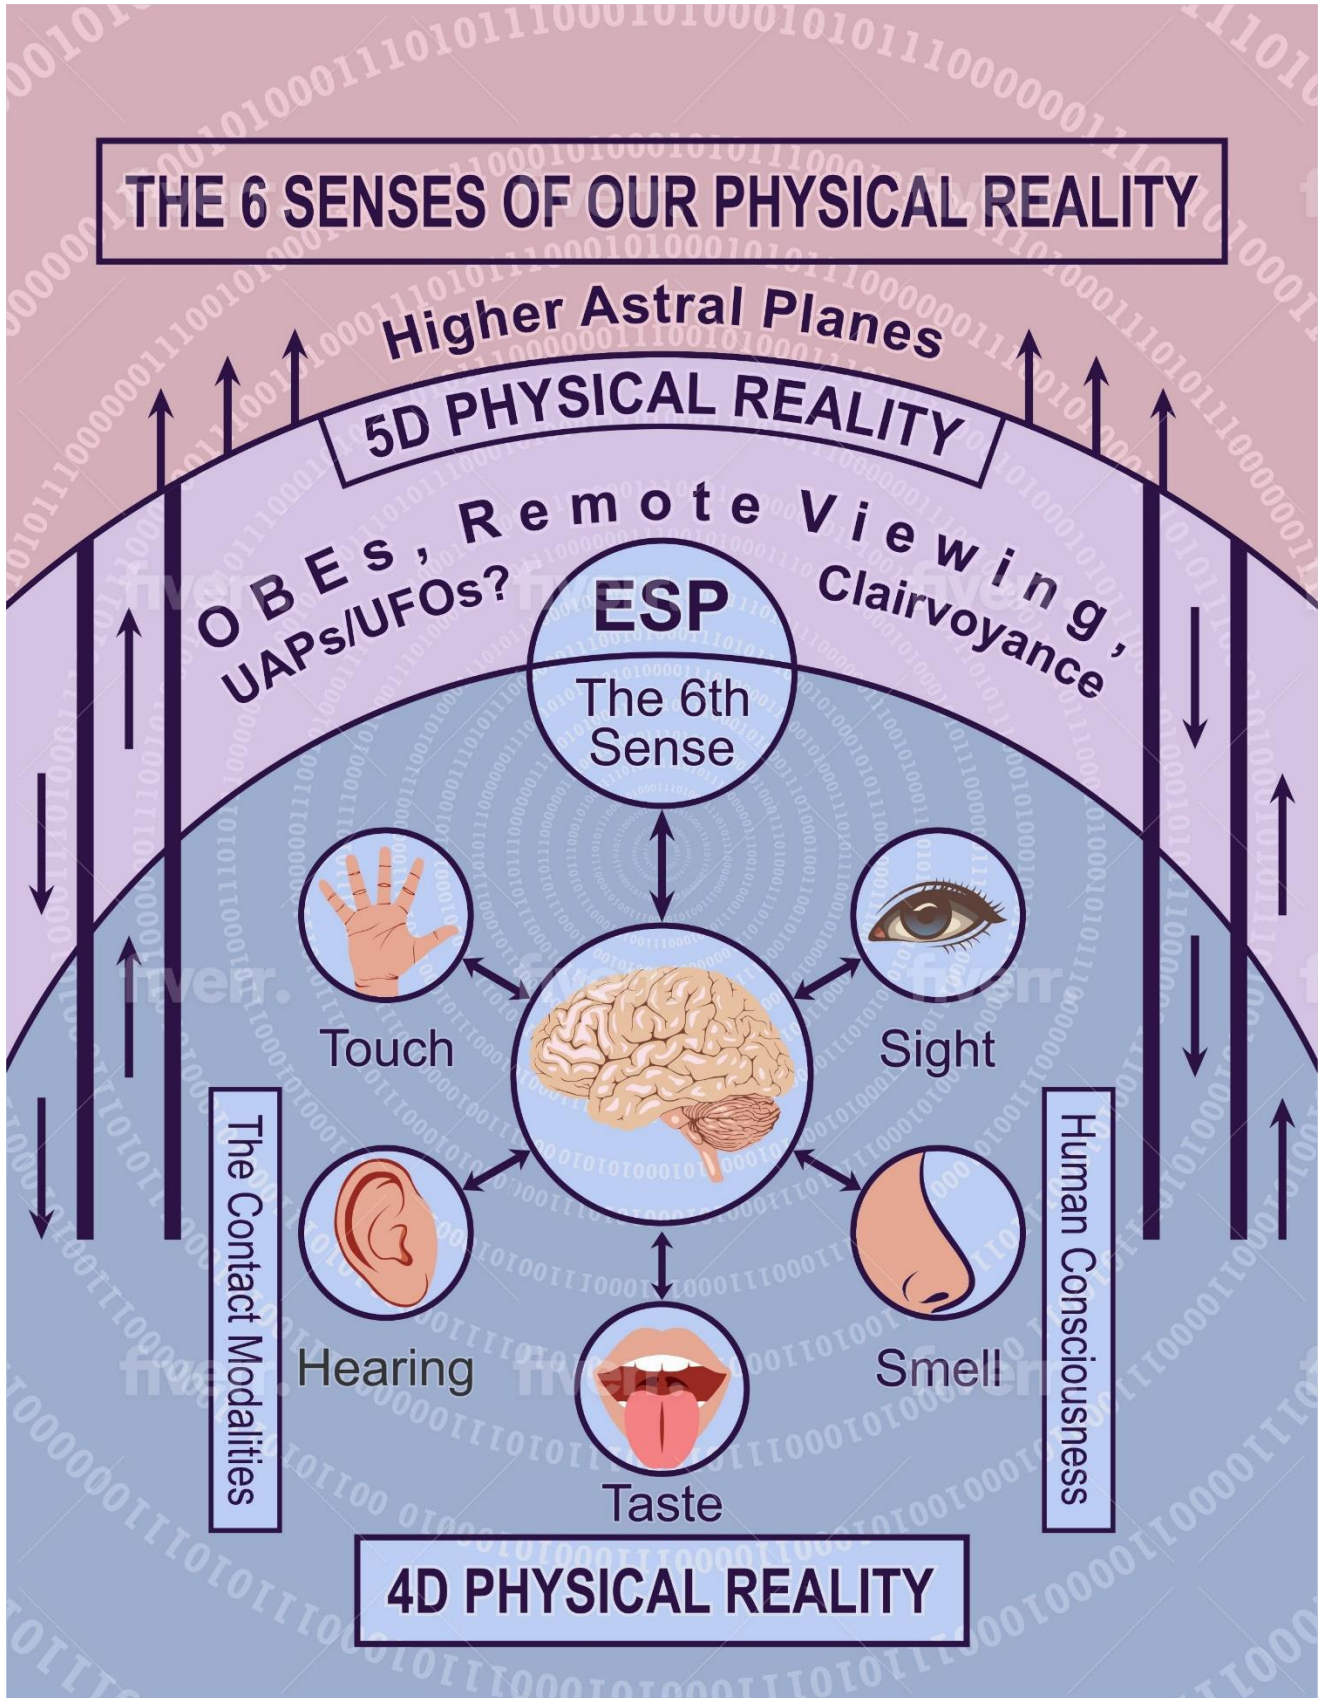 THE 6 SENSES OF OUR PHYSICAL REALITY
Higher Astral Planes
5D PHYSICAL REALITY
OBEs, Remote Viewing,
UAPs/UFOs?
Clairvoyance
ESP
The 6th
Sense
Touch
Sight
The Contact Modalities
Human Consciousness
Hearing
Smell
Taste
4D PHYSICAL REALITY
fiverr.